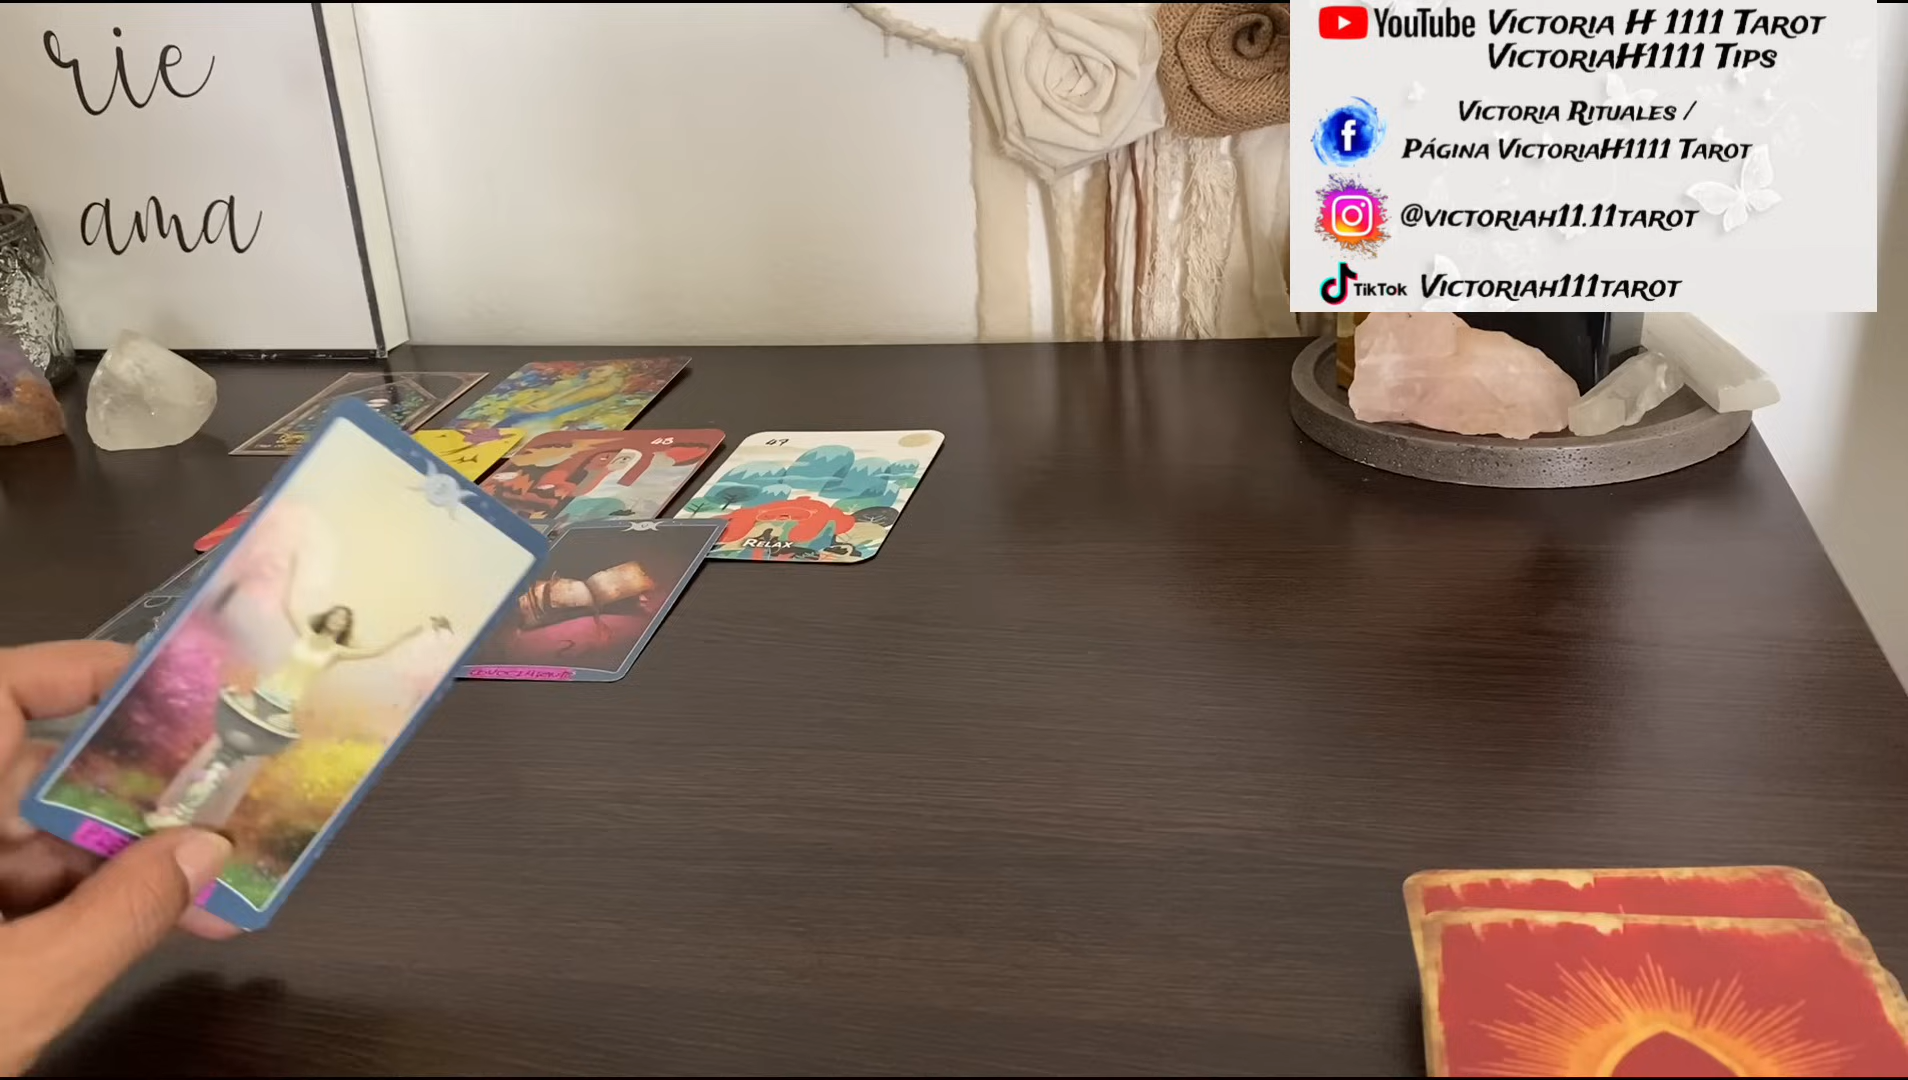 rie
ama
YouTube Victoria H 1111 Tarot
VictoriaH1111 Tips
Victoria Rituales /
Página VictoriaH1111 Tarot
@victoriah11.11tarot
TikTok Victoriah111tarot
48
49
Relax